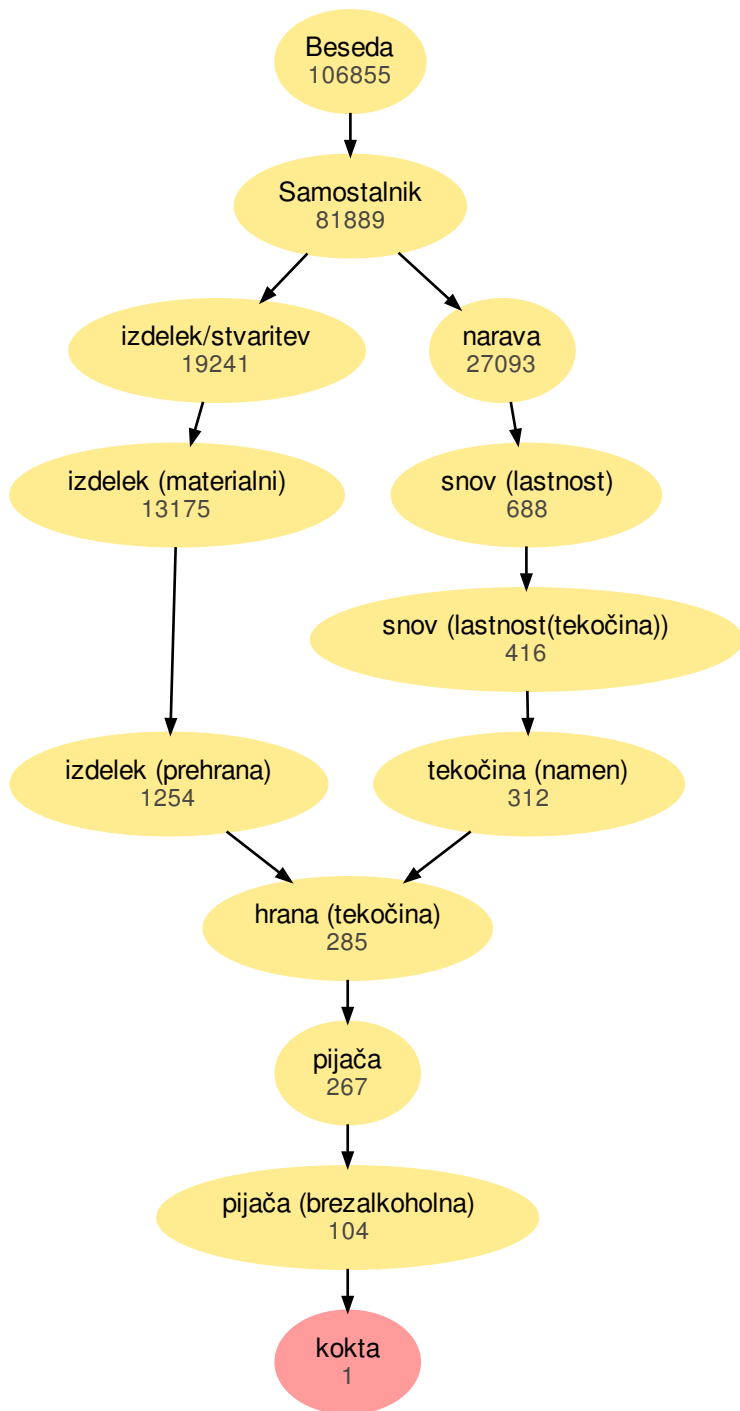 Beseda
106855
Samostalnik
81889
izdelek/stvaritev
19241
narava
27093
izdelek (materialni)
13175
snov (lastnost)
688
snov (lastnost(tekočina))
416
izdelek (prehrana)
1254
tekočina (namen)
312
hrana (tekočina)
285
pijača
267
pijača (brezalkoholna)
104
kokta
1